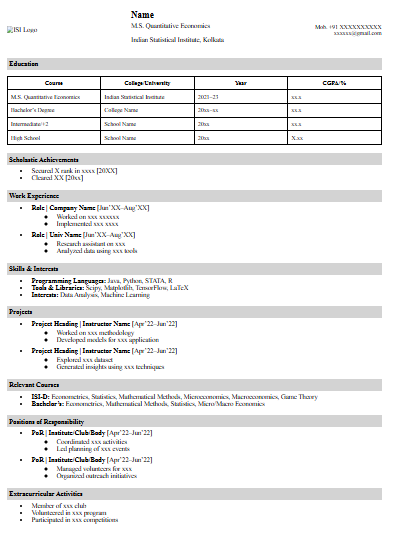 ISI Logo
Name
M.S. Quantitative Economics
Indian Statistical Institute, Kolkata
Mob. +91 XXXXXXXXXX
xxxxxx@gmail.com
Education
Course College/University Year CGPA/%
M.S. Quantitative Economics Indian Statistical Institute 2021–23 xx.x
Bachelor's Degree College Name 20xx–xx xx.x
Intermediate/+2 School Name 20xx xx.x
High School School Name 20xx X.xx
Scholastic Achievements
• Secured X rank in xxxx [20XX]
• Cleared XX [20xx]
Work Experience
• Role | Company Name [Jun'XX–Aug'XX]
• Worked on xxx xxxxxx
• Implemented xxx xxxx
• Role | Univ Name [Jun'XX–Aug'XX]
• Research assistant on xxx
• Analyzed data using xxx tools
Skills & Interests
• Programming Languages: Java, Python, STATA, R
• Tools & Libraries: Scipy, Matplotlib, TensorFlow, LaTeX
• Interests: Data Analysis, Machine Learning
Projects
• Project Heading | Instructor Name [Apr'22–Jun'22]
• Worked on xxx methodology
• Developed models for xxx application
• Project Heading | Instructor Name [Apr'22–Jun'22]
• Explored xxx dataset
• Generated insights using xxx techniques
Relevant Courses
• ISI-D: Econometrics, Statistics, Mathematical Methods, Microeconomics, Macroeconomics, Game Theory
• Bachelor's: Econometrics, Mathematical Methods, Statistics, Micro/Macro Economics
Positions of Responsibility
• PoR | Institute/Club/Body [Apr'22–Jun'22]
• Coordinated xxx activities
• Led planning of xxx events
• PoR | Institute/Club/Body [Apr'22–Jun'22]
• Managed volunteers for xxx
• Organized outreach initiatives
Extracurricular Activities
• Member of xxx club
• Volunteered in xxx program
• Participated in xxx competitions